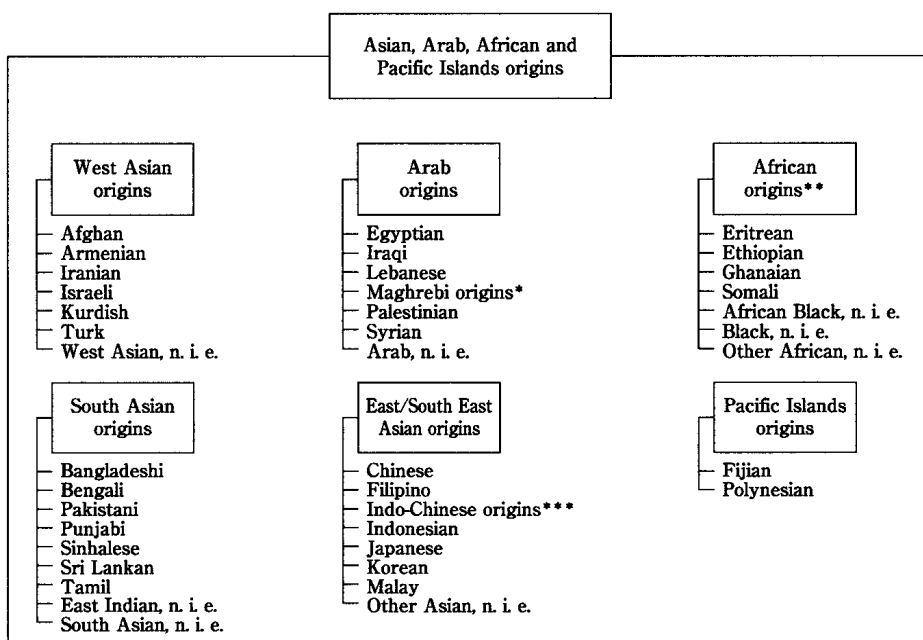 Asian, Arab, African and
Pacific Islands origins
West Asian
origins
Afghan
Armenian
Iranian
Israeli
Kurdish
Turk
West Asian, n. i. e.
Arab
origins
Egyptian
Iraqi
Lebanese
Maghrebi origins*
Palestinian
Syrian
Arab, n. i. e.
African
origins**
Eritrean
Ethiopian
Ghanaian
Somali
African Black, n. i. e.
Black, n. i. e.
Other African, n. i. e.
South Asian
origins
Bangladeshi
Bengali
Pakistani
Punjabi
Sinhalese
Sri Lankan
Tamil
East Indian, n. i. e.
South Asian, n. i. e.
East/South East
Asian origins
Chinese
Filipino
Indo-Chinese origins***
Indonesian
Japanese
Korean
Malay
Other Asian, n. i. e.
Pacific Islands
origins
Fijian
Polynesian